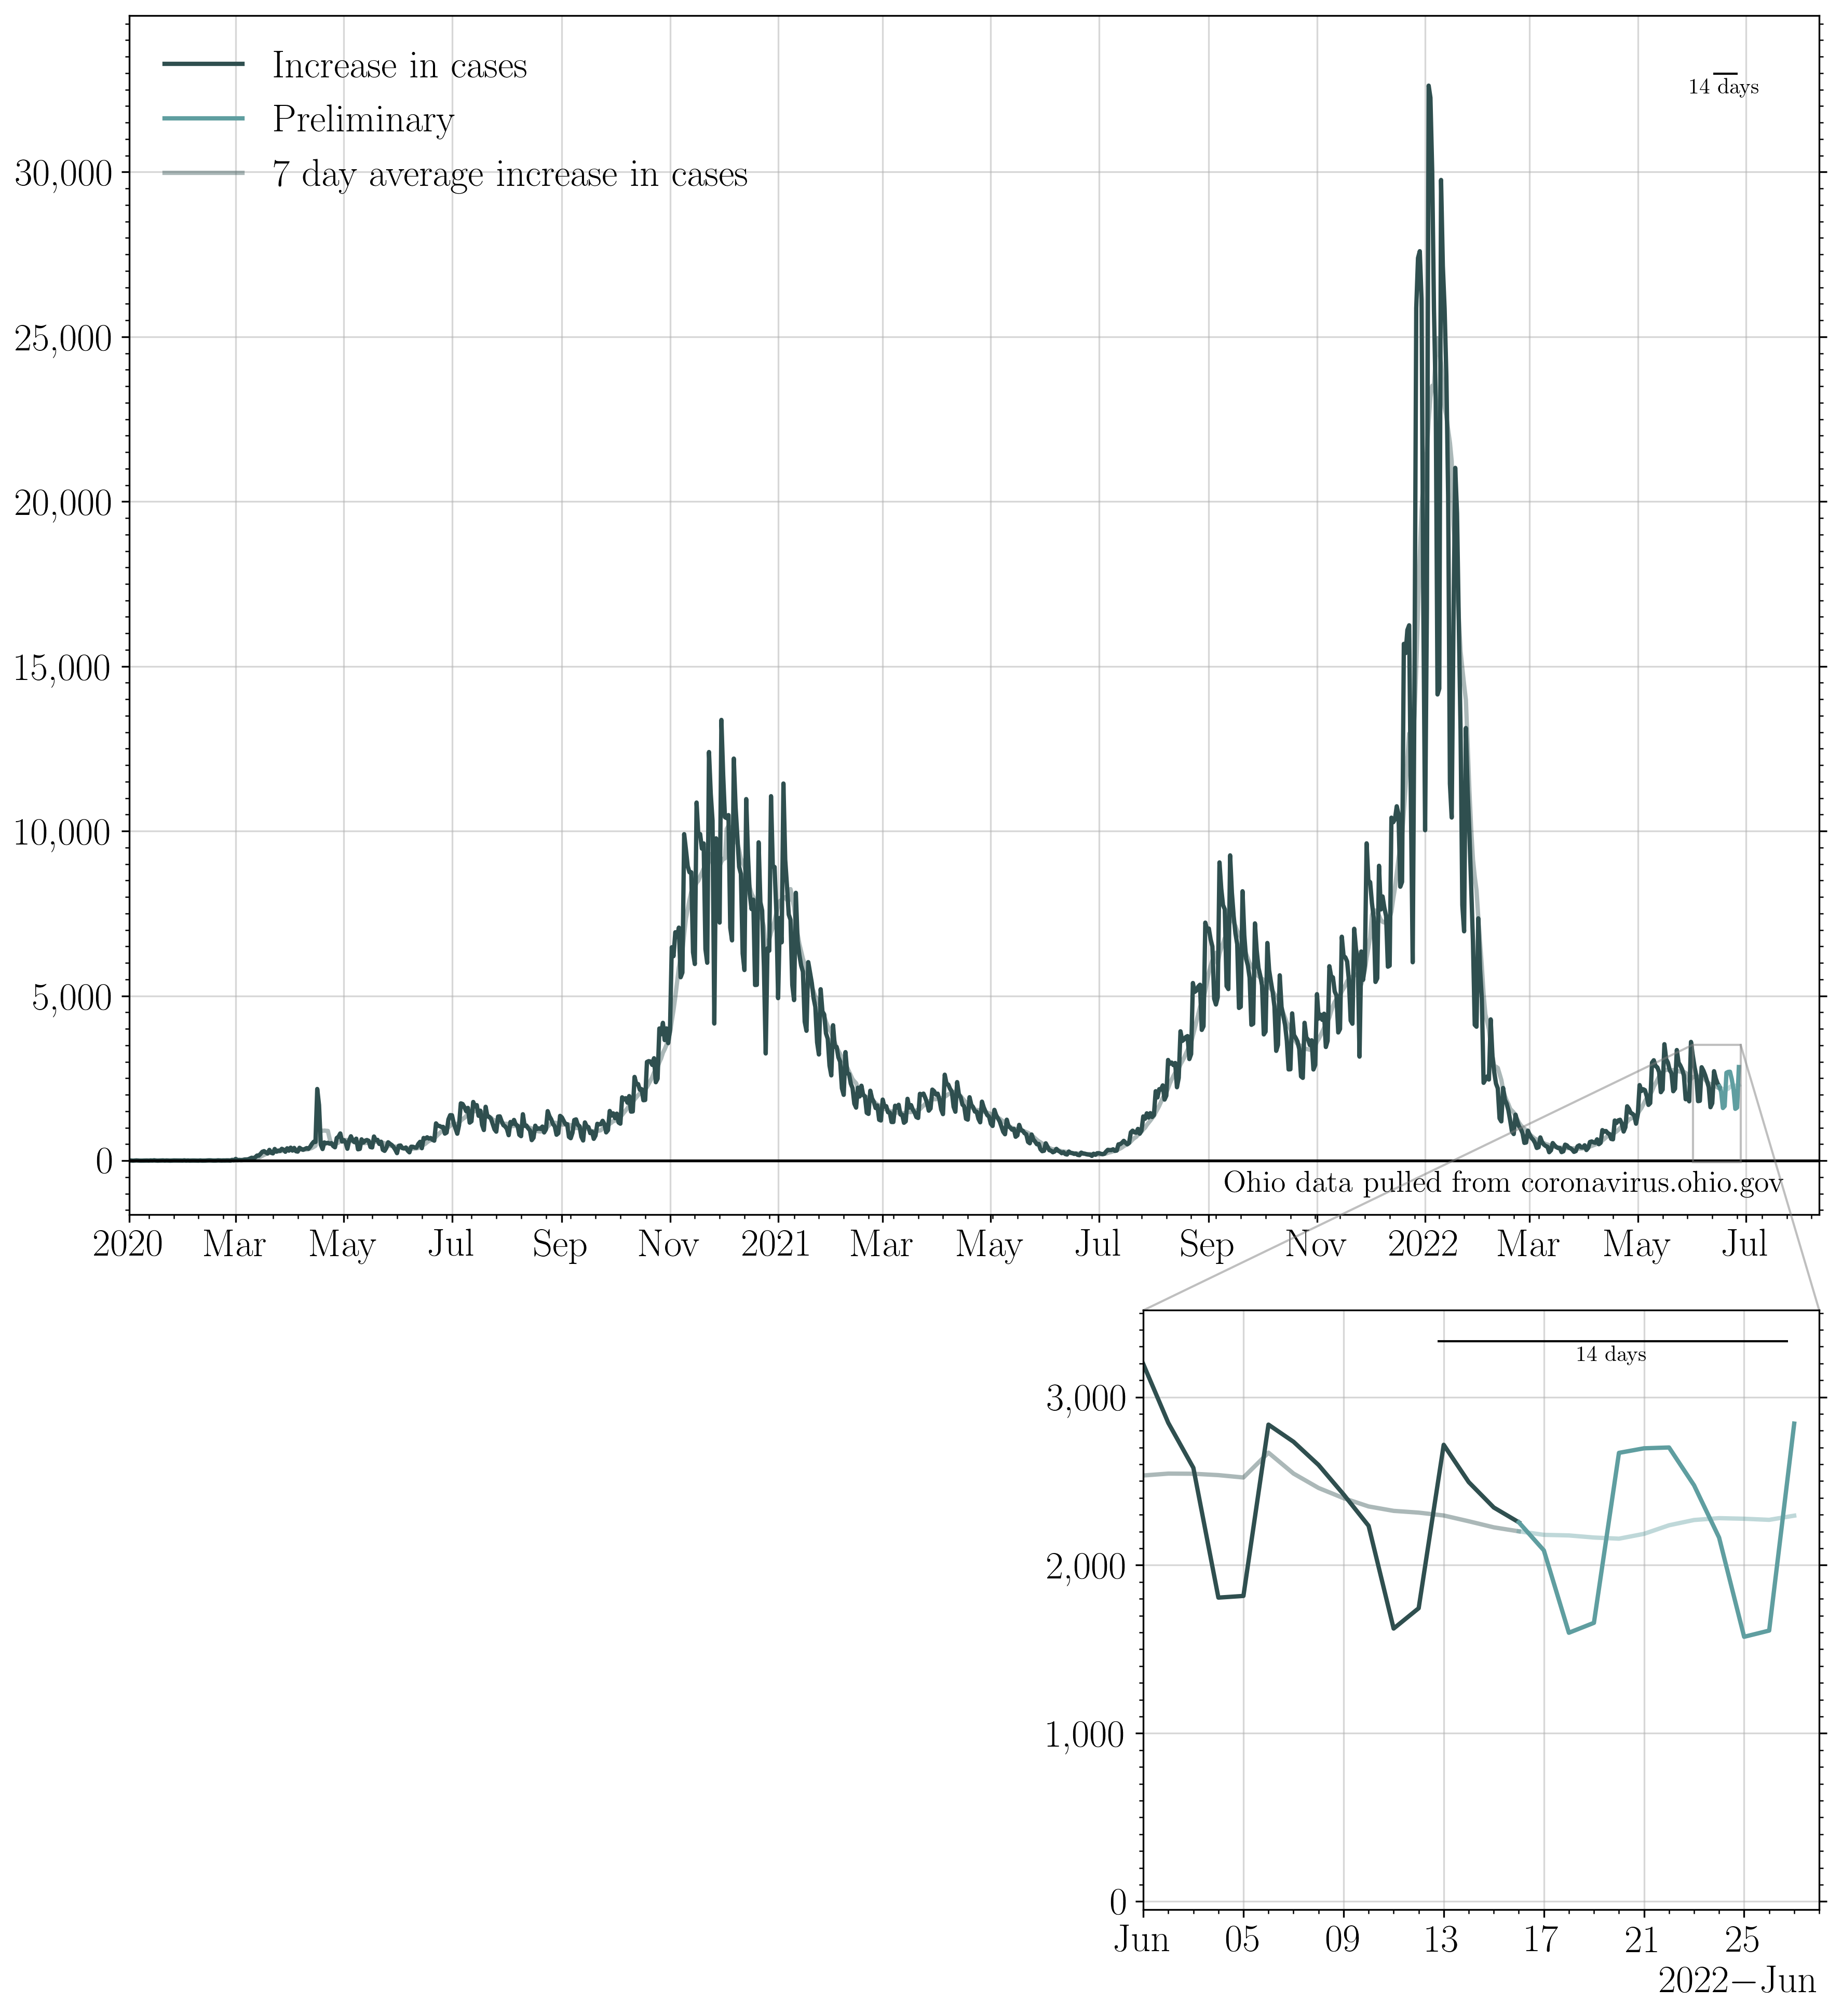 Increase in cases
Preliminary
7 day average increase in cases
14 days
30,000
25,000
20,000
15,000
10,000
5,000
0
Ohio data pulled from coronavirus.ohio.gov
2020 Mar May Jul Sep Nov 2021 Mar May Jul Sep Nov 2022 Mar May Jul
14 days
3,000
2,000
1,000
0
Jun 05 09 13 17 21 25
2022−Jun